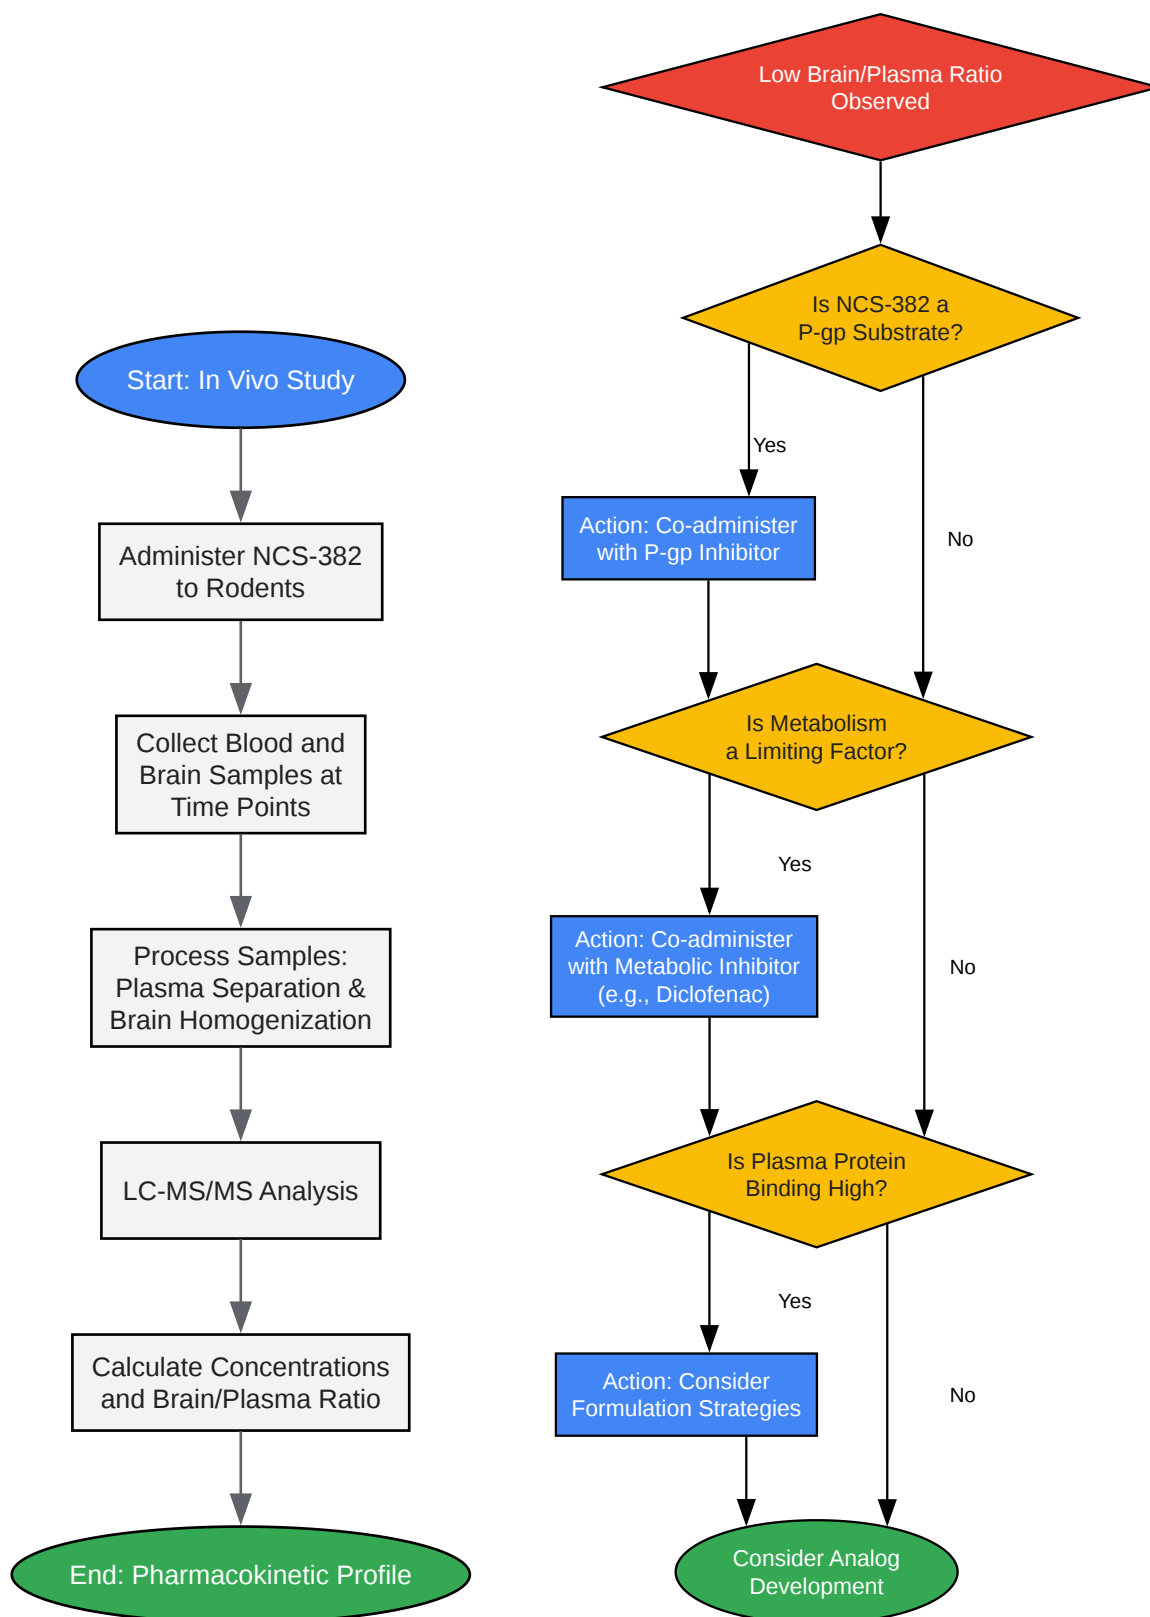 Start: In Vivo Study
Administer NCS-382
to Rodents
Collect Blood and
Brain Samples at
Time Points
Process Samples:
Plasma Separation &
Brain Homogenization
LC-MS/MS Analysis
Calculate Concentrations
and Brain/Plasma Ratio
End: Pharmacokinetic Profile
Low Brain/Plasma Ratio
Observed
Is NCS-382 a
P-gp Substrate?
Yes
No
Action: Co-administer
with P-gp Inhibitor
Is Metabolism
a Limiting Factor?
Yes
No
Action: Co-administer
with Metabolic Inhibitor
(e.g., Diclofenac)
Is Plasma Protein
Binding High?
Yes
No
Action: Consider
Formulation Strategies
Consider Analog
Development